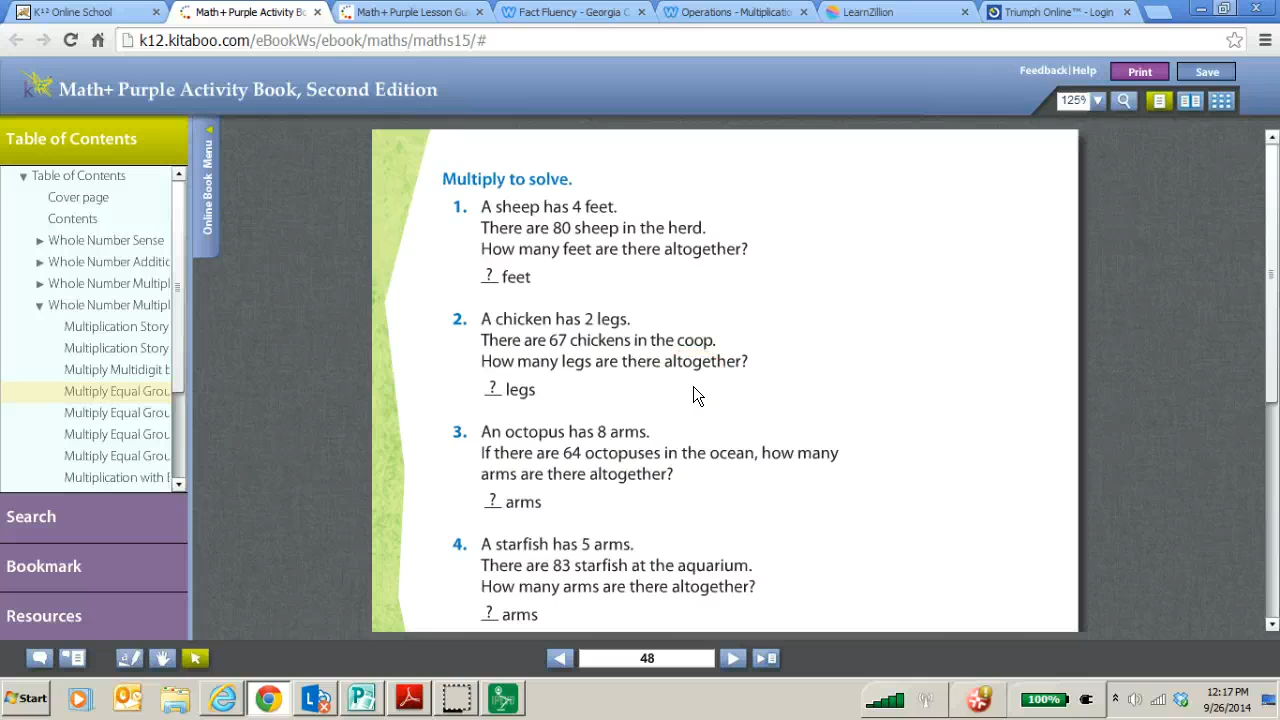 K¹² Online School
Math+ Purple Activity Bo
Math+ Purple Lesson Gui
Fact Fluency - Georgia C
Operations - Multiplicatio
LearnZillion
Triumph Online™ - Login
k12.kitaboo.com/eBookWs/ebook/maths/maths15/#
Feedback|Help
Print
Save
Math+ Purple Activity Book, Second Edition
125%
Table of Contents
Online Book Menu
Table of Contents
Cover page
Contents
Whole Number Sense
Whole Number Additic
Whole Number Multipl
Whole Number Multipl
Multiplication Story
Multiplication Story
Multiply Multidigit b
Multiply Equal Grou
Multiply Equal Grou
Multiply Equal Grou
Multiply Equal Grou
Search
Bookmark
Resources
Multiply to solve.
1. A sheep has 4 feet.
There are 80 sheep in the herd.
How many feet are there altogether?
? feet
2. A chicken has 2 legs.
There are 67 chickens in the coop.
How many legs are there altogether?
? legs
3. An octopus has 8 arms.
If there are 64 octopuses in the ocean, how many
arms are there altogether?
? arms
4. A starfish has 5 arms.
There are 83 starfish at the aquarium.
How many arms are there altogether?
? arms
48
Start
100%
12:17 PM
9/26/2014